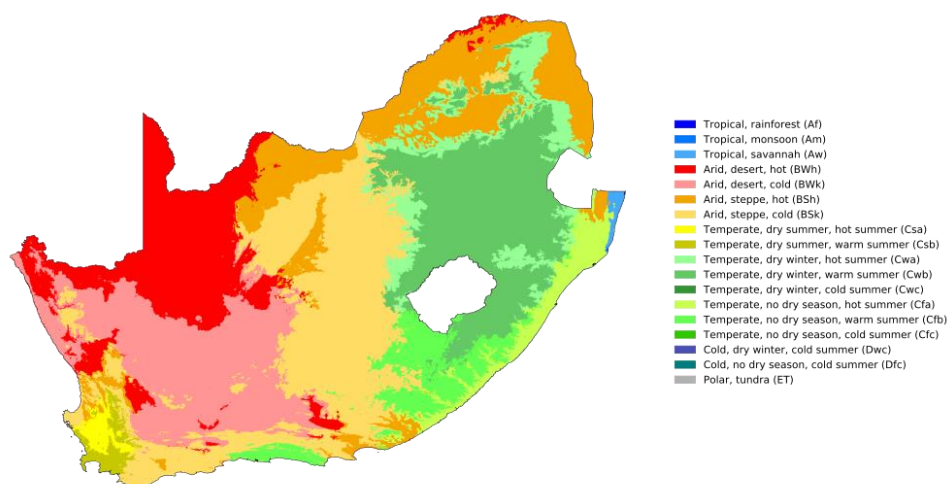 Tropical, rainforest (Af)
Tropical, monsoon (Am)
Tropical, savannah (Aw)
Arid, desert, hot (BWh)
Arid, desert, cold (BWk)
Arid, steppe, hot (BSh)
Arid, steppe, cold (BSk)
Temperate, dry summer, hot summer (Csa)
Temperate, dry summer, warm summer (Csb)
Temperate, dry winter, hot summer (Cwa)
Temperate, dry winter, warm summer (Cwb)
Temperate, dry winter, cold summer (Cwc)
Temperate, no dry season, hot summer (Cfa)
Temperate, no dry season, warm summer (Cfb)
Temperate, no dry season, cold summer (Cfc)
Cold, dry winter, cold summer (Dwc)
Cold, no dry season, cold summer (Dfc)
Polar, tundra (ET)